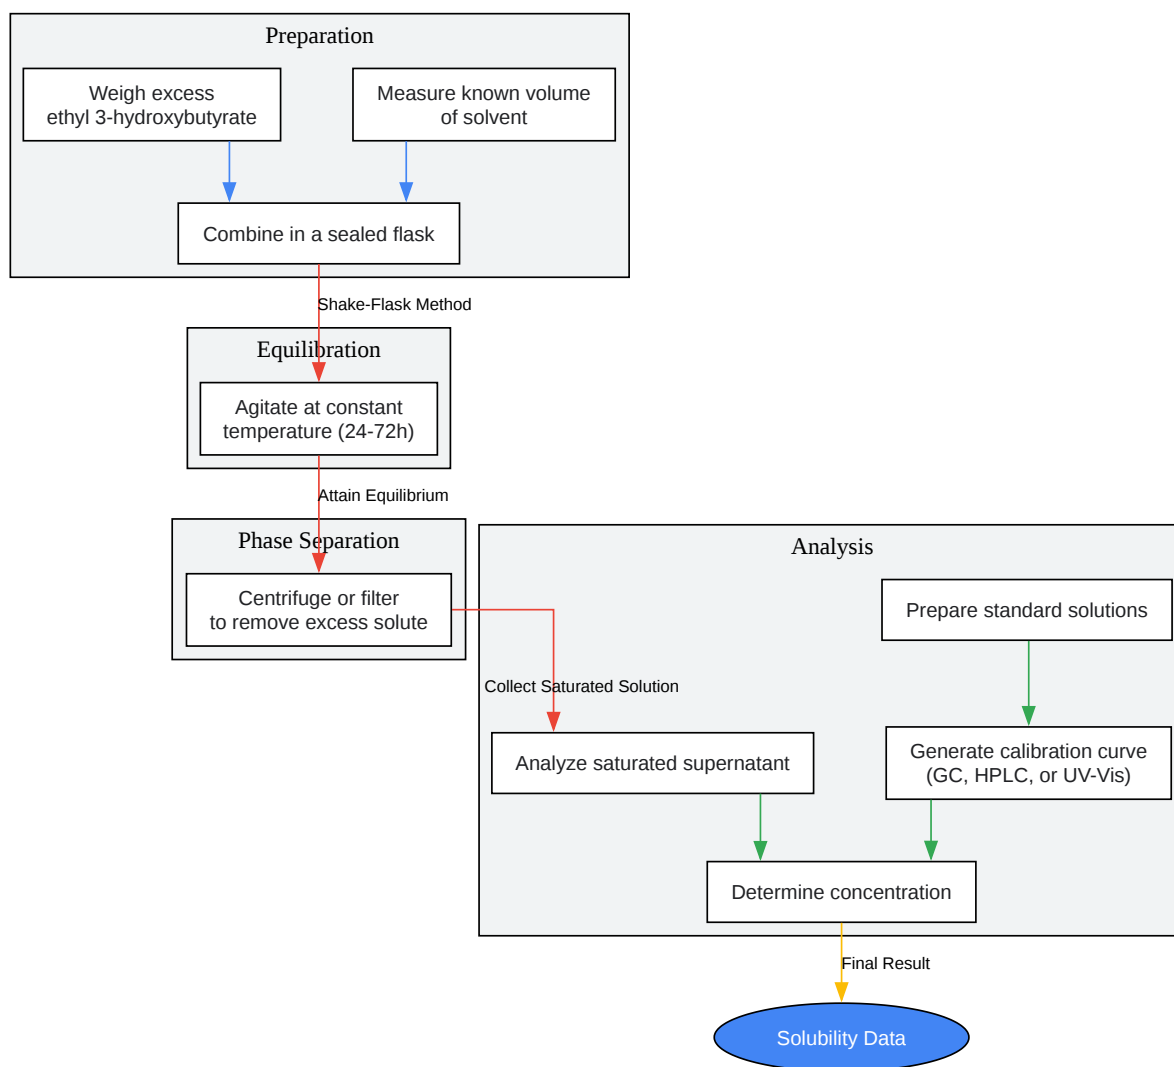 Preparation
Weigh excess
ethyl 3-hydroxybutyrate
Measure known volume
of solvent
Combine in a sealed flask
Shake-Flask Method
Equilibration
Agitate at constant
temperature (24-72h)
Attain Equilibrium
Phase Separation
Centrifuge or filter
to remove excess solute
Analysis
Prepare standard solutions
Collect Saturated Solution
Analyze saturated supernatant
Generate calibration curve
(GC, HPLC, or UV-Vis)
Determine concentration
Final Result
Solubility Data